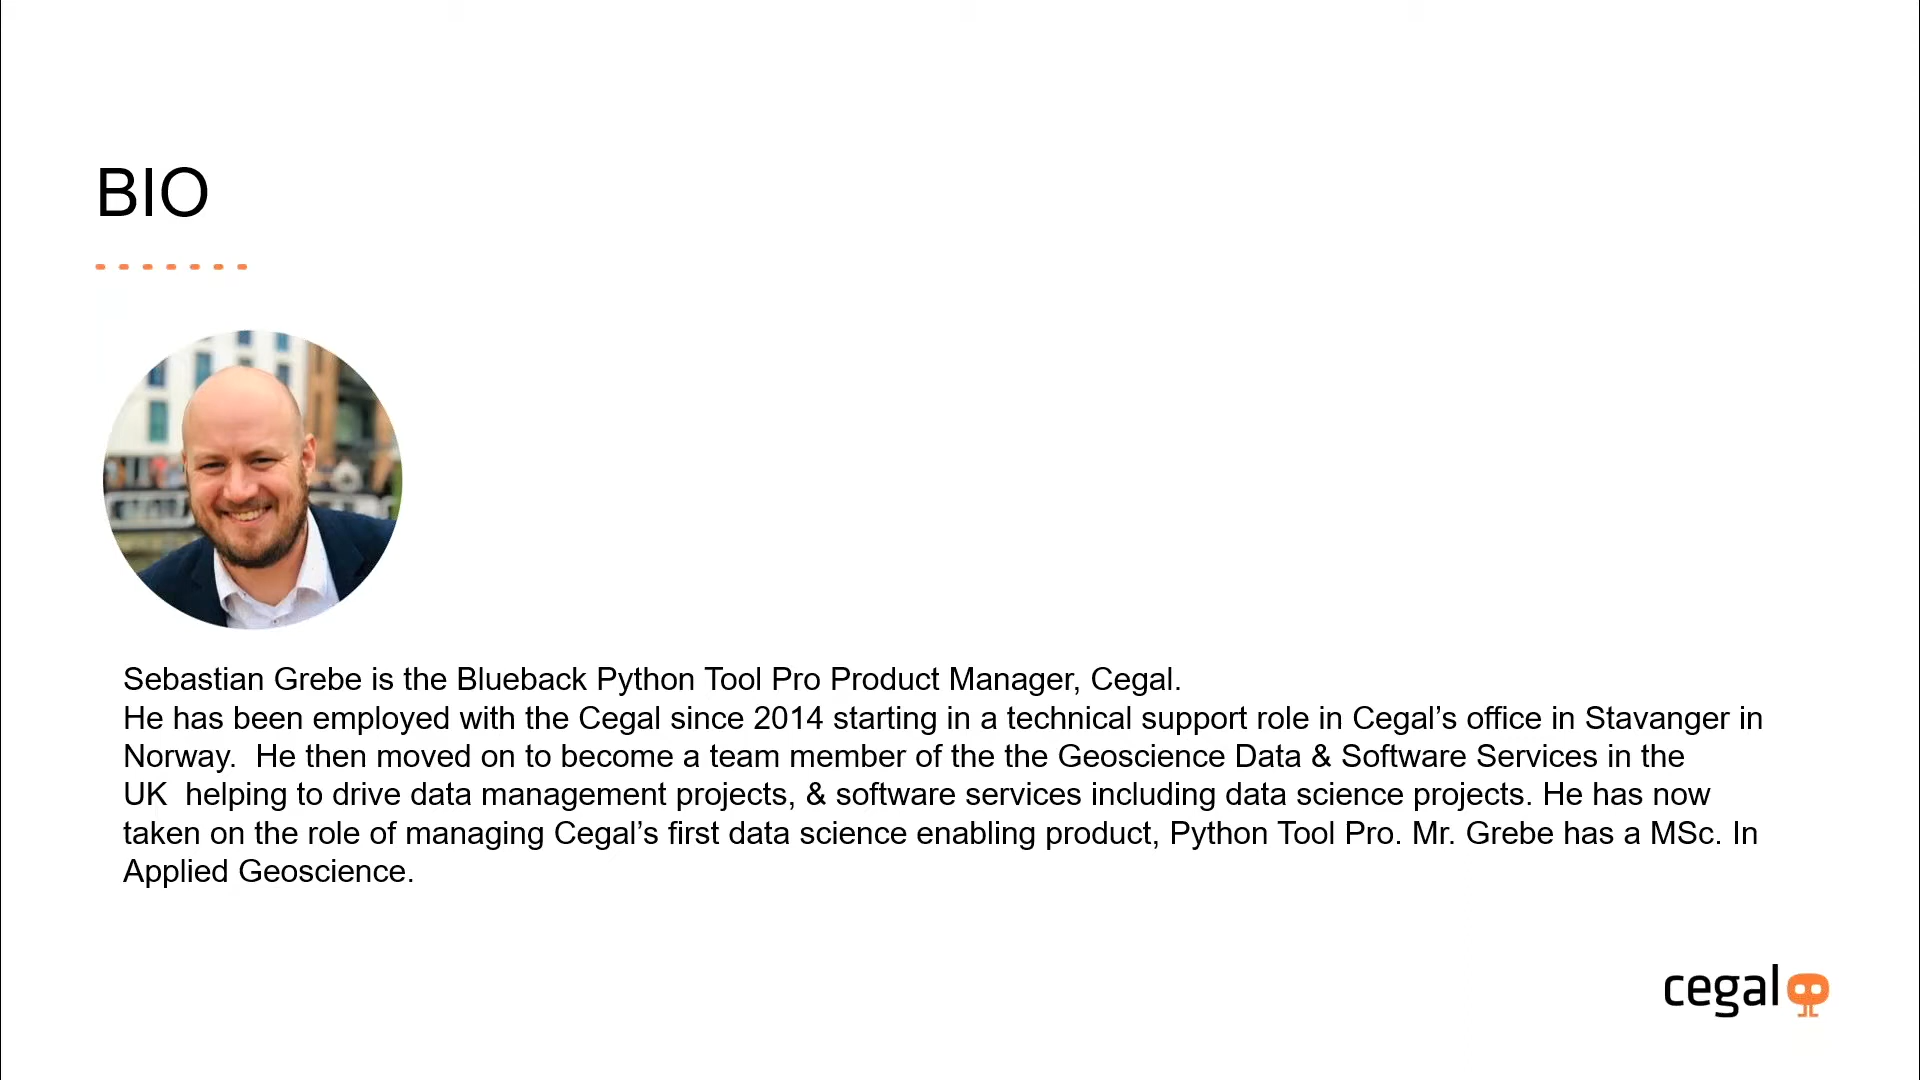 BIO
Sebastian Grebe is the Blueback Python Tool Pro Product Manager, Cegal.
He has been employed with the Cegal since 2014 starting in a technical support role in Cegal’s office in Stavanger in
Norway.  He then moved on to become a team member of the the Geoscience Data & Software Services in the
UK  helping to drive data management projects, & software services including data science projects. He has now
taken on the role of managing Cegal’s first data science enabling product, Python Tool Pro. Mr. Grebe has a MSc. In
Applied Geoscience.
cegal